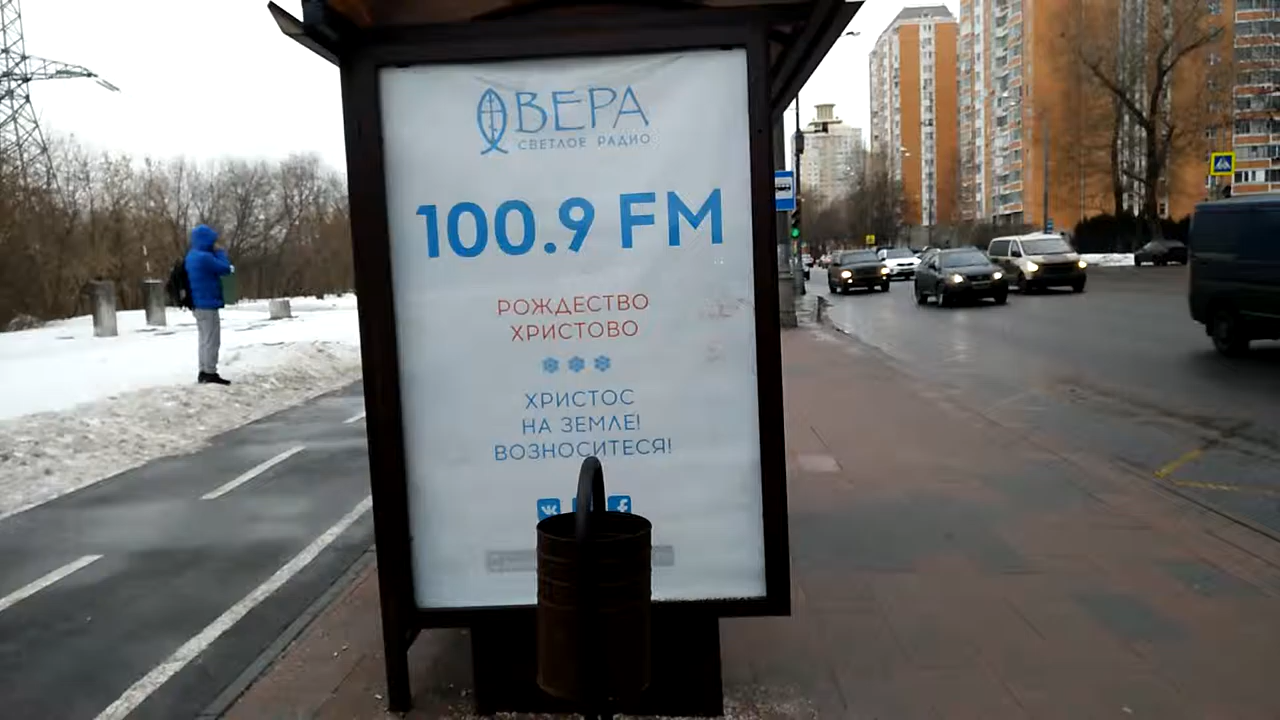 ВЕРА
СВЕТЛОЕ РАДИО
100.9 FM
РОЖДЕСТВО
ХРИСТОВО
ХРИСТОС
НА ЗЕМЛЕ!
ВОЗНОСИТЕСЯ!